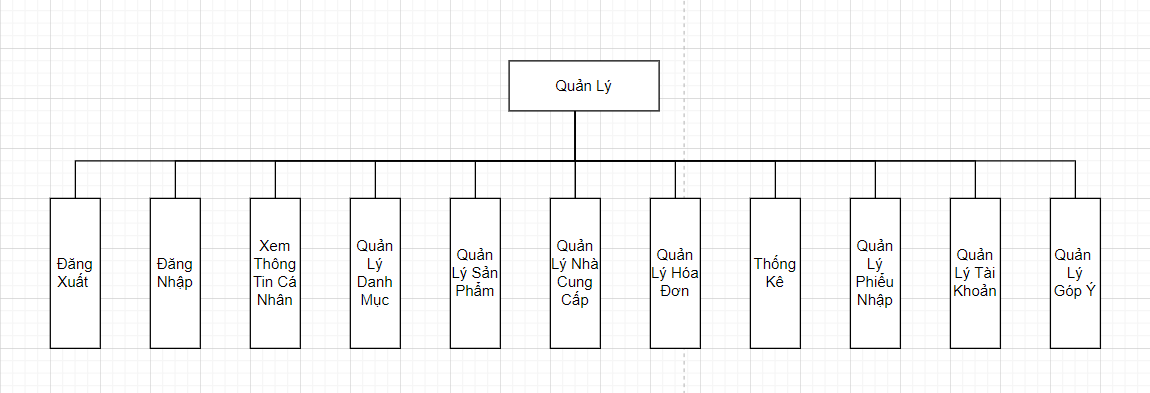 Quản Lý
Đăng
Xuất
Đăng
Nhập
Xem
Thông
Tin Cá
Nhân
Quản
Lý
Danh
Mục
Quản
Lý Sản
Phẩm
Quản
Lý Nhà
Cung
Cấp
Quản
Lý Hóa
Đơn
Thống
Kê
Quản
Lý
Phiếu
Nhập
Quản
Lý Tài
Khoản
Quản
Lý
Góp Ý